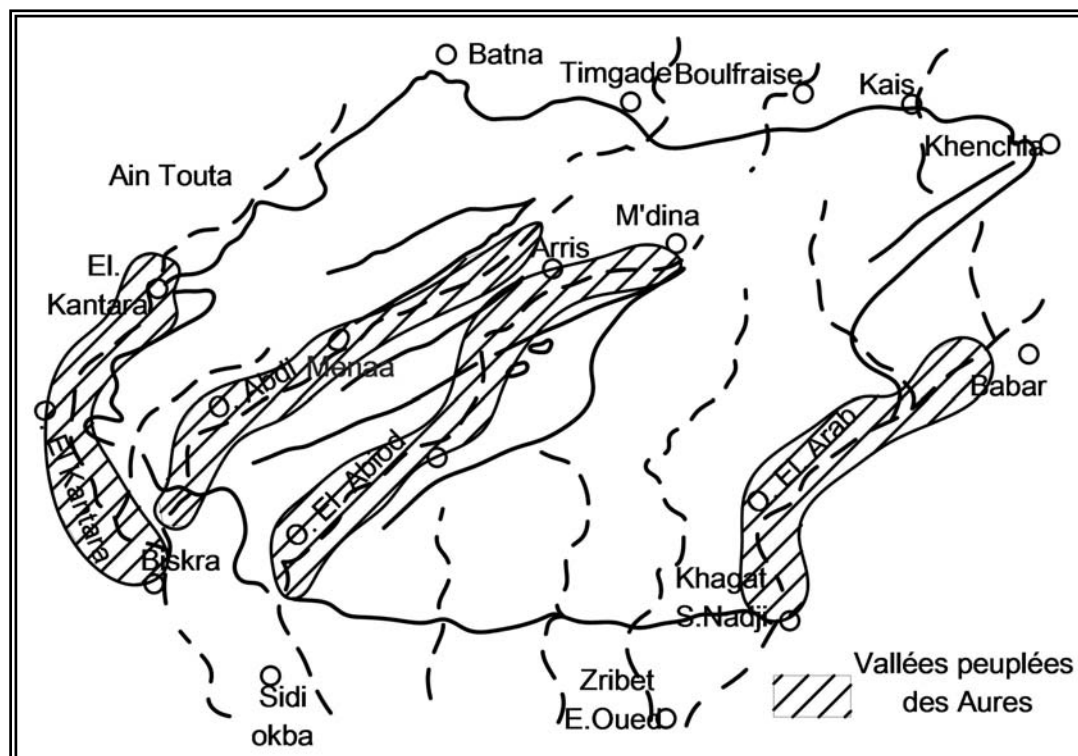 Batna
Timgade
Boulfraise
Kais
Khenchla
Ain Touta
M'dina
Arris
El.
Kantara
Menaa
O. Abdi
Babar
O. El. Arab
O. El. Abiod
O. El Kantara
Biskra
Khagat
S.Nadji
Sidi
okba
Zribet
E.Oued
Vallées peuplées
des Aures